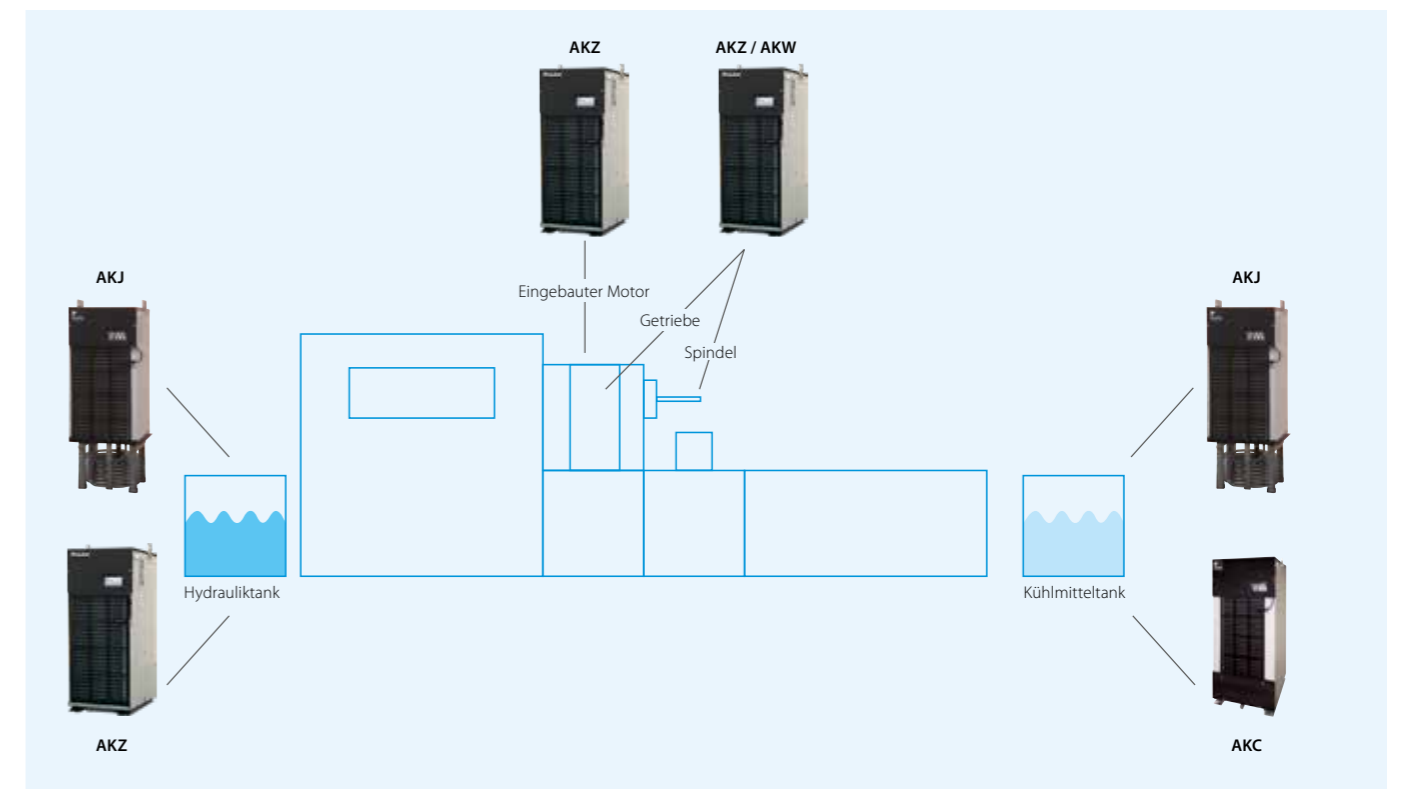 AKZ
AKZ / AKW
Eingebauter Motor
Getriebe
Spindel
AKJ
AKJ
Hydrauliktank
Kühlmitteltank
AKZ
AKC